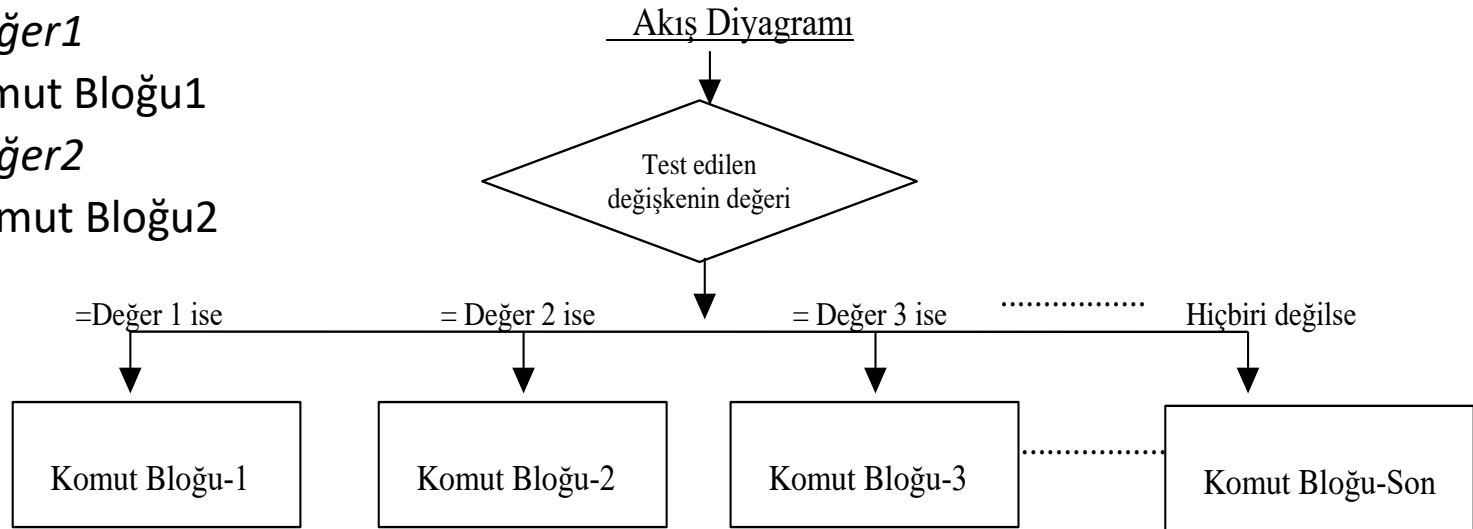 ğer1
mut Bloğu1
ğer2
mut Bloğu2
Akış Diyagramı
Test edilen
değişkenin değeri
=Değer 1 ise
= Değer 2 ise
= Değer 3 ise
................
Hiçbiri değilse
Komut Bloğu-1
Komut Bloğu-2
Komut Bloğu-3
................
Komut Bloğu-Son